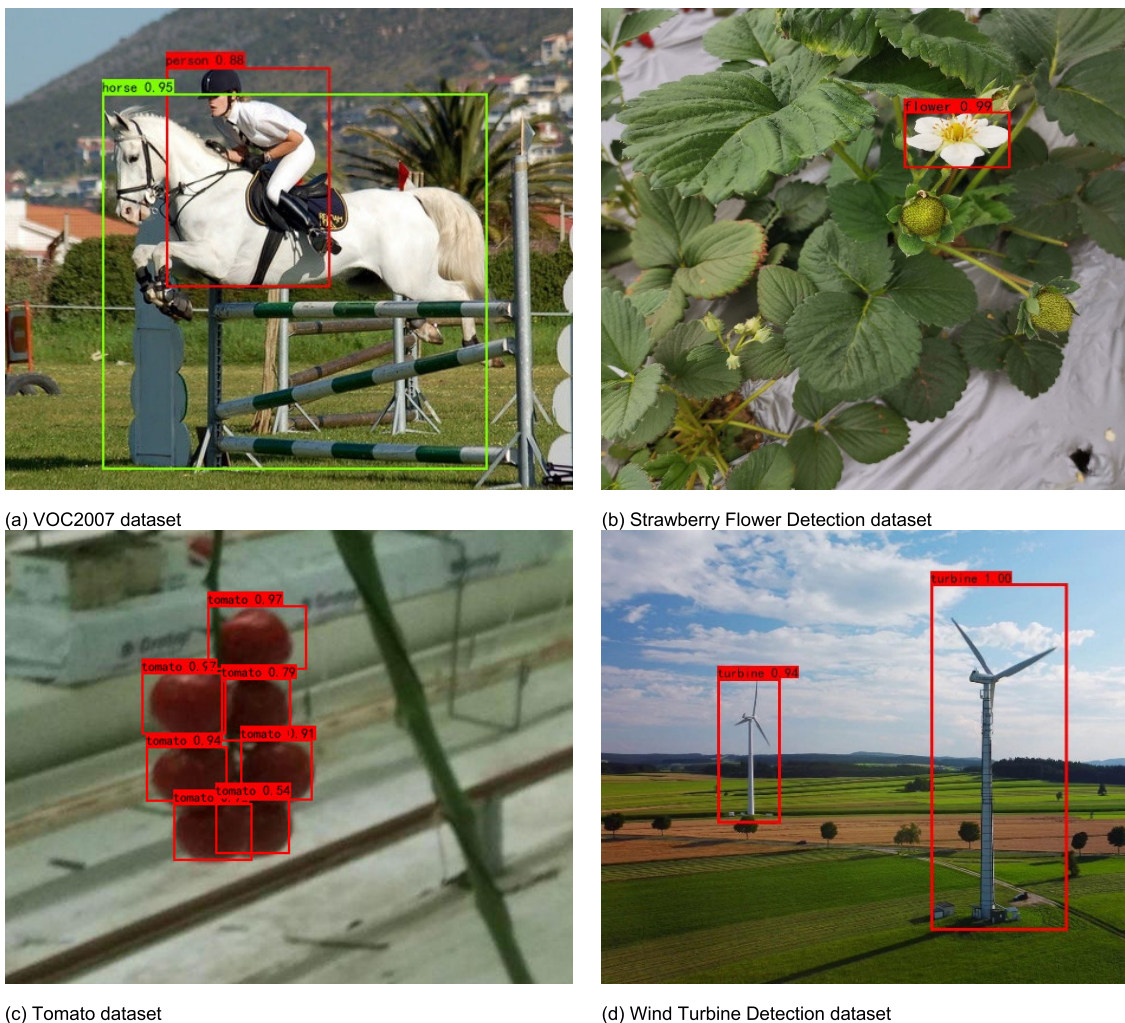 person 0.88
horse 0.95
flower 0.99
(a) VOC2007 dataset
(b) Strawberry Flower Detection dataset
tomato 0.97
tomato 0.97
tomato 0.79
tomato 0.91
tomato 0.94
tomato 0.54
tomato
turbine 1.00
turbine 0.94
(c) Tomato dataset
(d) Wind Turbine Detection dataset